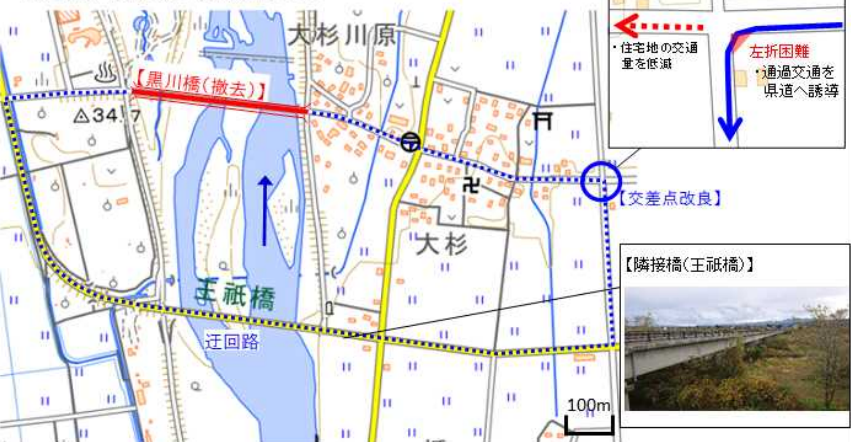 大杉川原
・住宅地の交通
量を低減
左折困難
・通過交通を
県道へ誘導
【黒川橋（撤去）】
34.7
【交差点改良】
大杉
【隣接橋（王祇橋）】
王祇橋
迂回路
100m